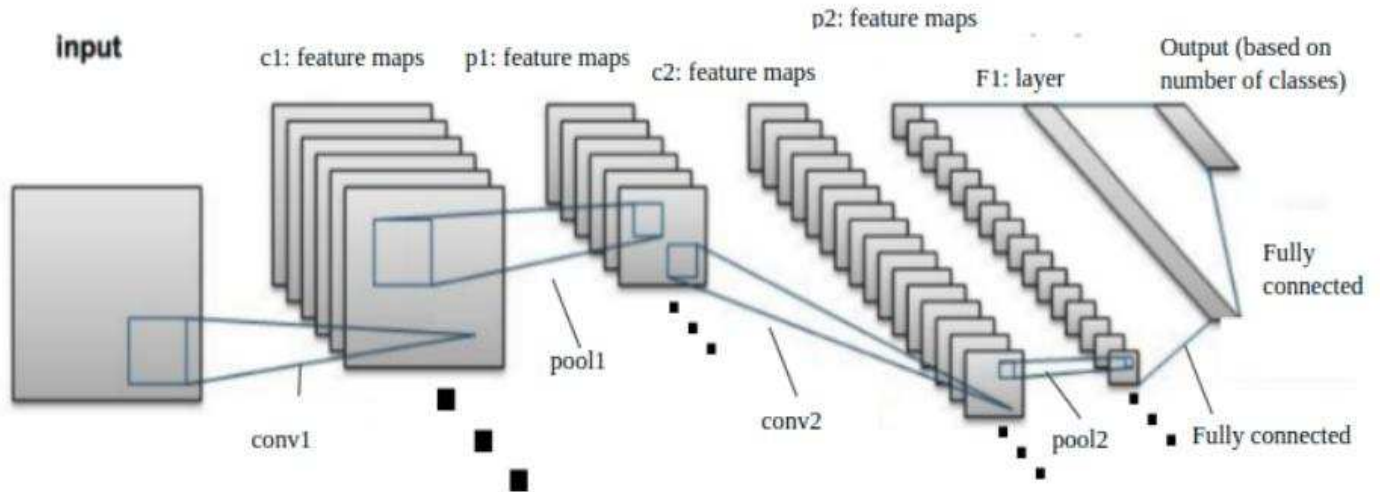 input
c1: feature maps
p1: feature maps
c2: feature maps
p2: feature maps
F1: layer
Output (based on
number of classes)
conv1
pool1
conv2
pool2
Fully
connected
Fully connected